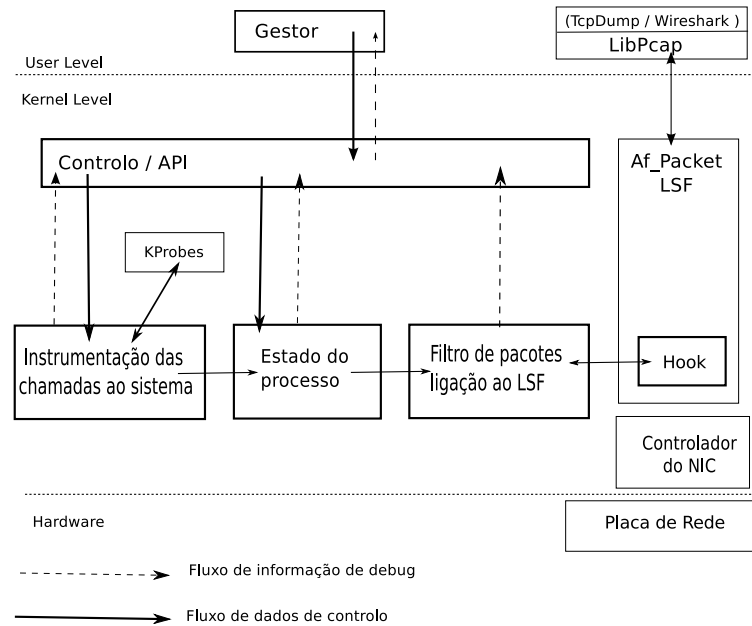 Gestor
(TcpDump / Wireshark )
LibPcap
User Level
Kernel Level
Controlo / API
Af_Packet
LSF
KProbes
Instrumentação das
chamadas ao sistema
Estado do
processo
Filtro de pacotes
ligação ao LSF
Hook
Controlador
do NIC
Hardware
Placa de Rede
Fluxo de informação de debug
Fluxo de dados de controlo